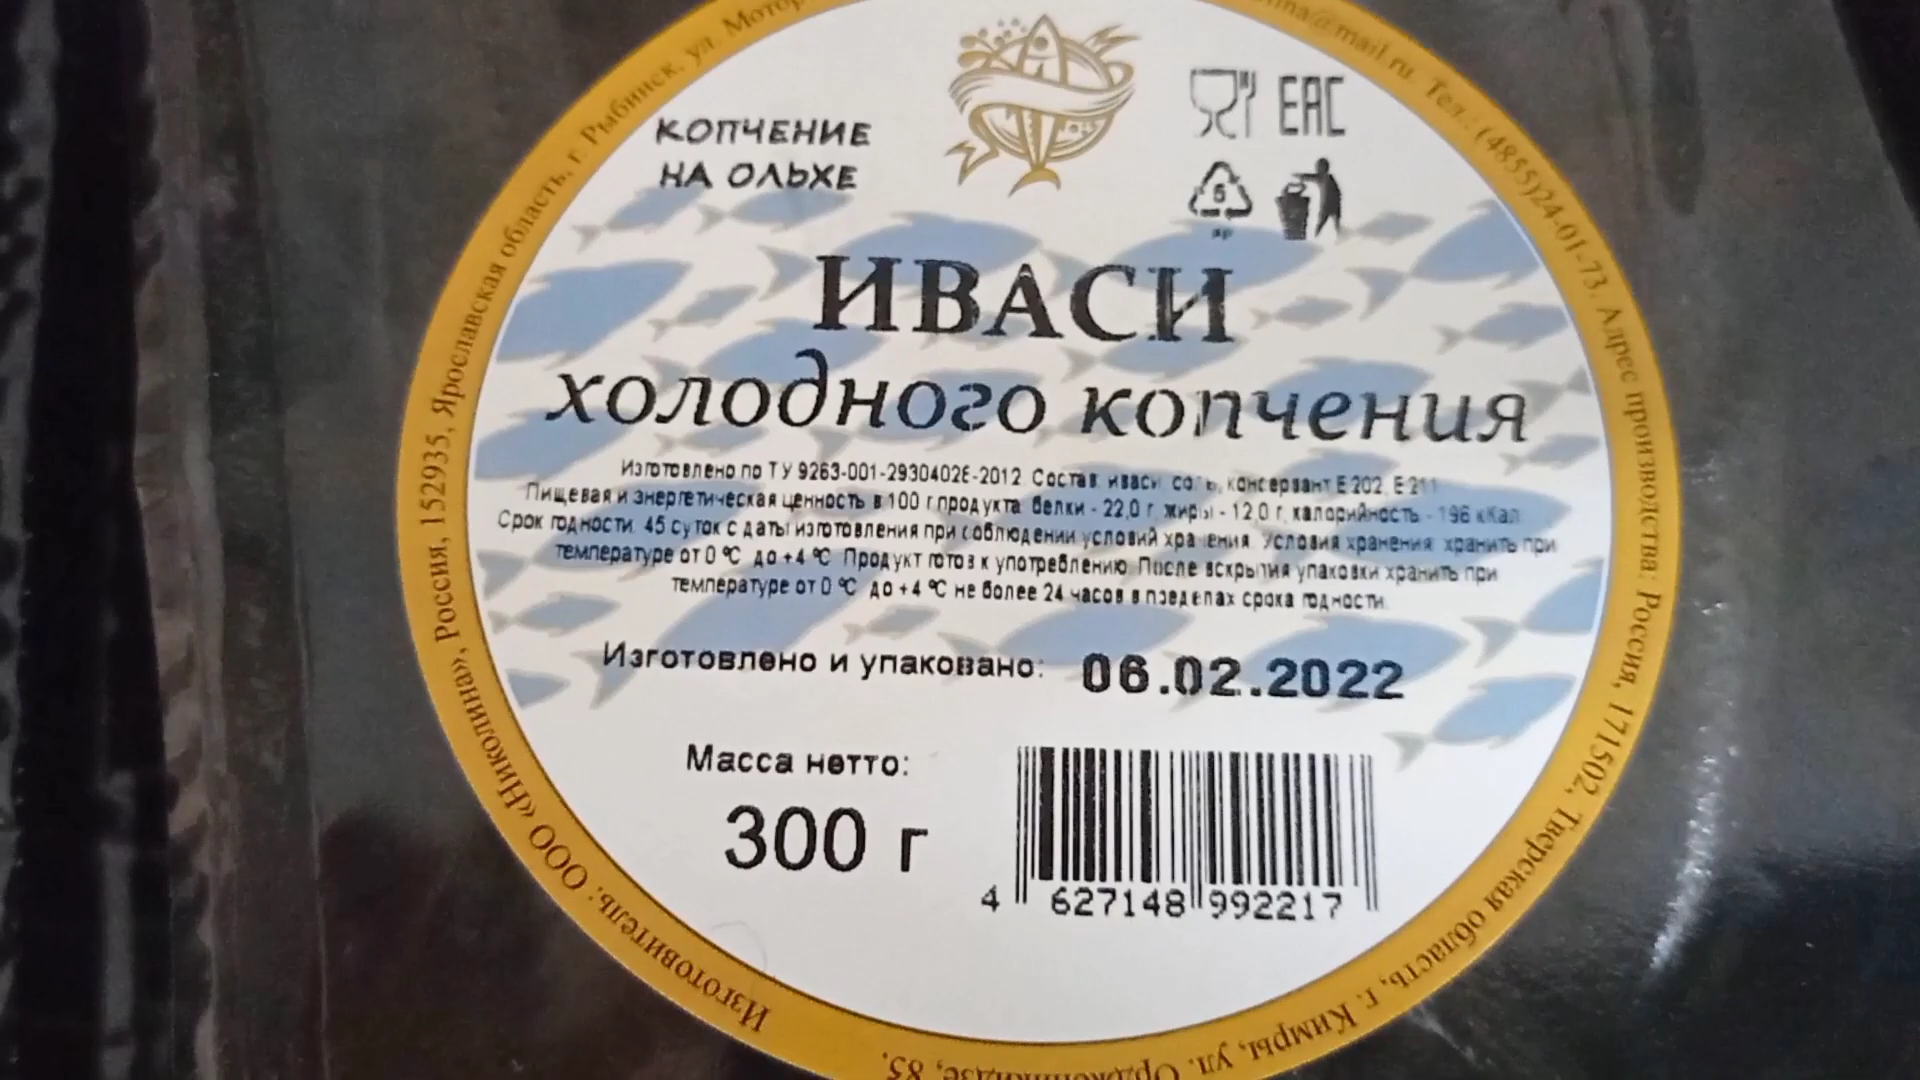 КОПЧЕНИЕ
НА ОЛЬХЕ
EAC
5
PP
ИВАСИ
холодного копчения
Изготовлено по ТУ 9263-001-29304028-2012. Состав: иваси, соль, консервант Е 202, Е 211
Пищевая и энергетическая ценность в 100 г продукта: белки - 22,0 г, жиры - 12,0 г, калорийность - 196 кКал
Срок годности: 45 суток с даты изготовления при соблюдении условий хранения. Условия хранения: хранить при
температуре от 0 °С до +4 °С. Продукт готов к употреблению. После вскрытия упаковки хранить при
температуре от 0 °С до +4 °С не более 24 часов в пределах срока годности.
Изготовлено и упаковано: 06.02.2022
Масса нетто:
300 г
4 627148 992217
Изготовитель: ООО «Николина», Россия, 152935, Ярославская область, г. Рыбинск, ул.
@mail.ru. Тел.: (4855)24-01-73. Адрес производства: Россия, 171502, Тверская область, г. Кимры, ул. Орджоникидзе, 85.